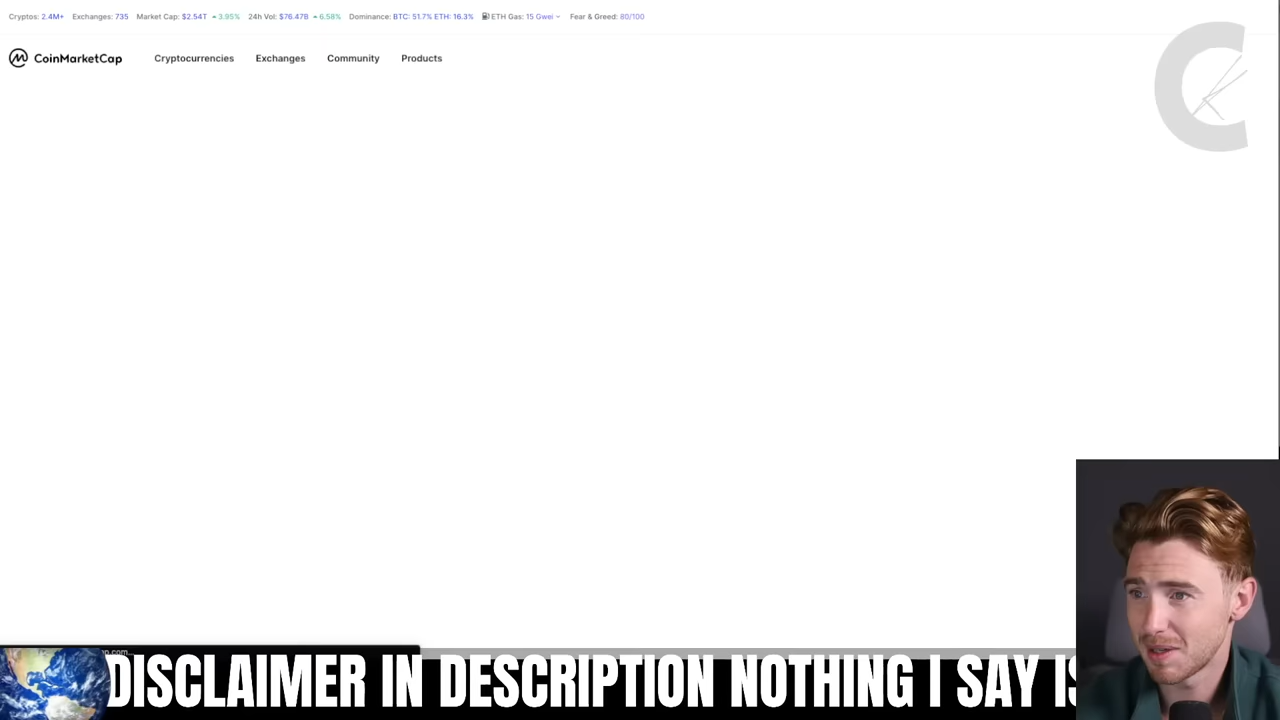 Cryptos: 2.4M+ Exchanges: 735 Market Cap: $2.54T 3.95% 24h Vol: $76.47B 6.58% Dominance: BTC: 51.7% ETH: 16.3% ETH Gas: 15 Gwei Fear & Greed: 80/100
CoinMarketCap Cryptocurrencies Exchanges Community Products
DISCLAIMER IN DESCRIPTION NOTHING I SAY IS